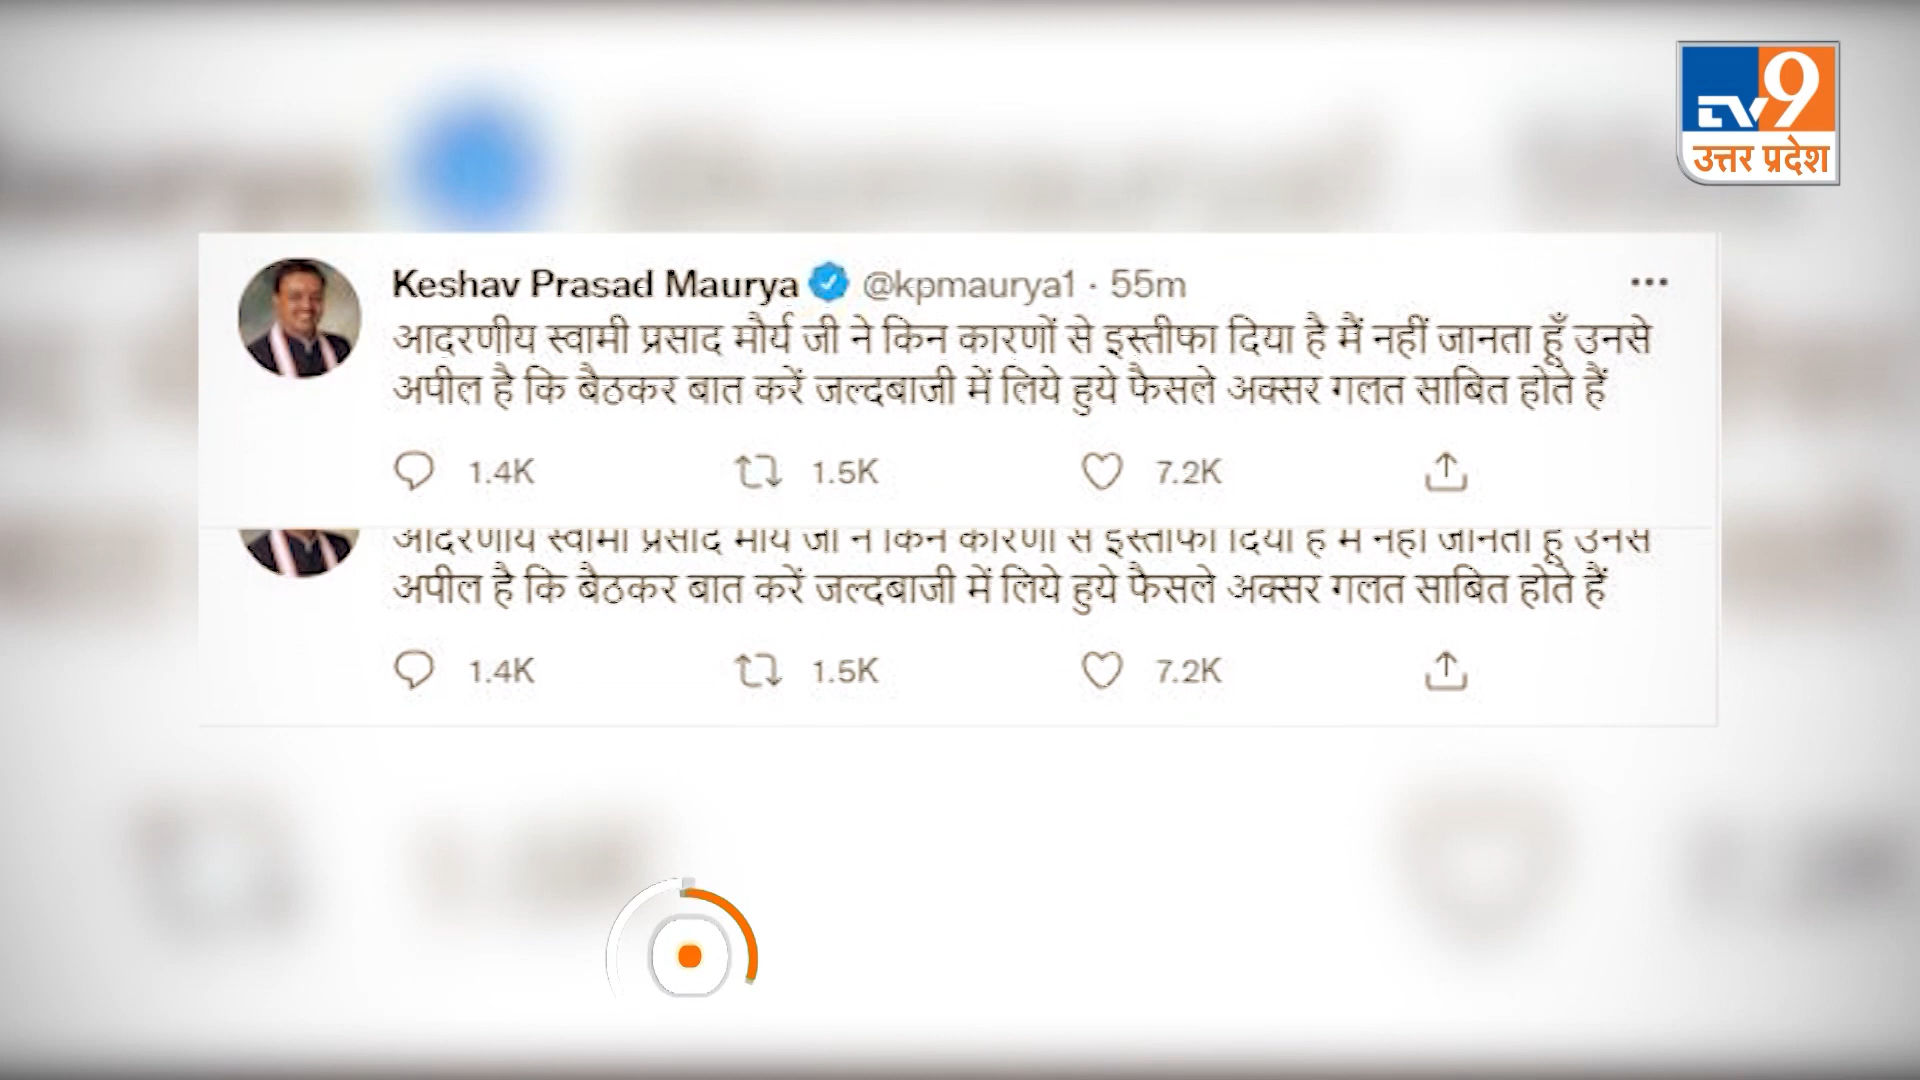 TV9
उत्तर प्रदेश
Keshav Prasad Maurya @kpmaurya1 · 55m
आदरणीय स्वामी प्रसाद मौर्य जी ने किन कारणों से इस्तीफा दिया है मैं नहीं जानता हूँ उनसे
अपील है कि बैठकर बात करें जल्दबाजी में लिये हुये फैसले अक्सर गलत साबित होते हैं
1.4K 1.5K 7.2K
आदरणीय स्वामी प्रसाद मौर्य जी ने किन कारणों से इस्तीफा दिया है मैं नहीं जानता हूँ उनसे
अपील है कि बैठकर बात करें जल्दबाजी में लिये हुये फैसले अक्सर गलत साबित होते हैं
1.4K 1.5K 7.2K